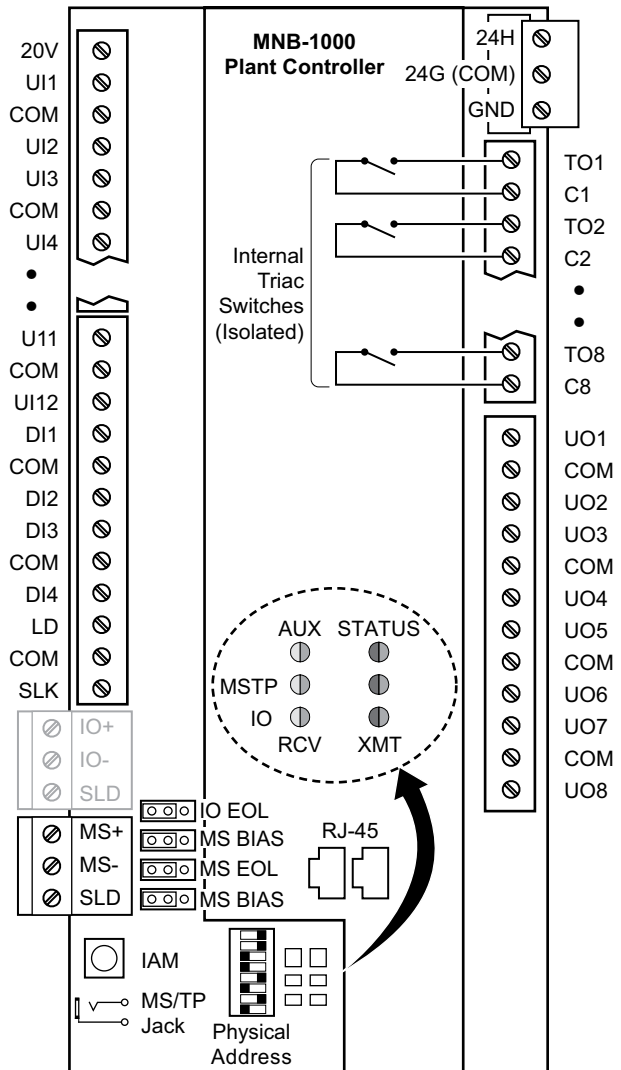 MNB-1000
Plant Controller
24H
24G (COM)
GND
20V
UI1
COM
UI2
UI3
COM
UI4
U11
COM
UI12
DI1
COM
DI2
DI3
COM
DI4
LD
COM
SLK
IO+
IO-
SLD
MS+
MS-
SLD
IO EOL
MS BIAS
MS EOL
MS BIAS
RJ-45
IAM
MS/TP
Jack
Physical
Address
Internal
Triac
Switches
(Isolated)
AUX STATUS
MSTP
IO
RCV XMT
TO1
C1
TO2
C2
TO8
C8
UO1
COM
UO2
UO3
COM
UO4
UO5
COM
UO6
UO7
COM
UO8